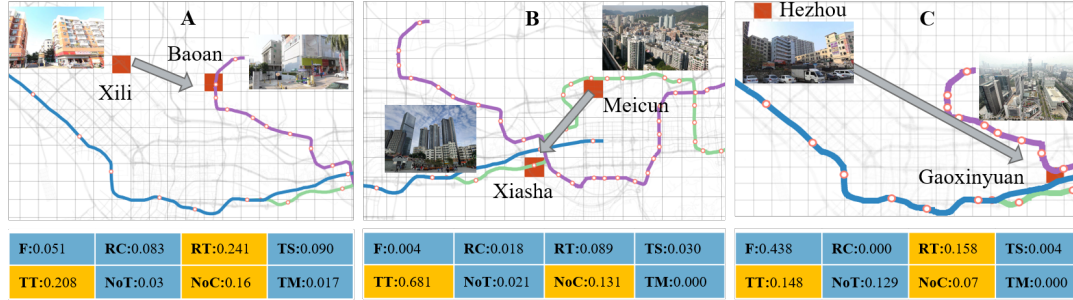 A
Baoan
Xili
B
Meicun
Xiasha
Hezhou
C
Gaoxinyuan
F:0.051 RC:0.083 RT:0.241 TS:0.090
TT:0.208 NoT:0.03 NoC:0.16 TM:0.017
F:0.004 RC:0.018 RT:0.089 TS:0.030
TT:0.681 NoT:0.021 NoC:0.131 TM:0.000
F:0.438 RC:0.000 RT:0.158 TS:0.004
TT:0.148 NoT:0.129 NoC:0.07 TM:0.000